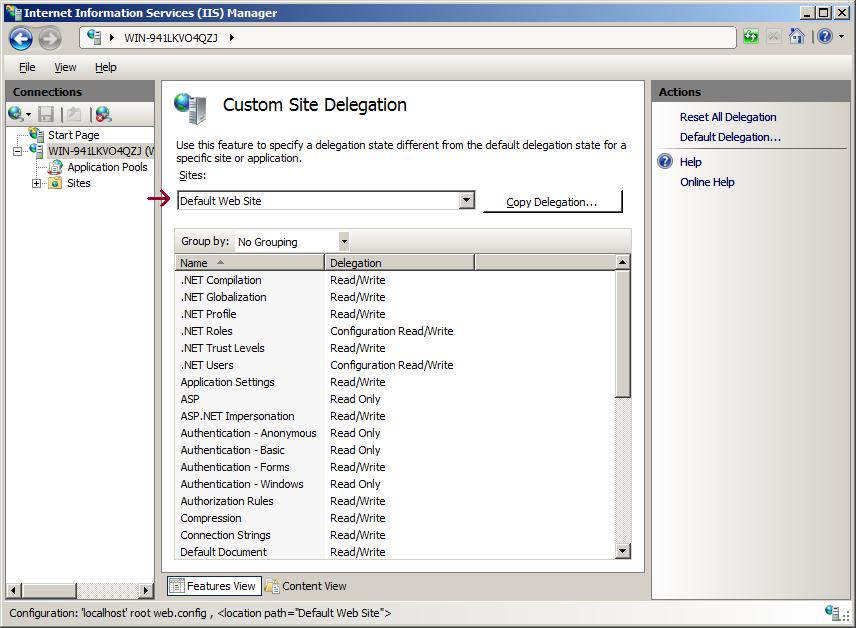 Internet Information Services (IIS) Manager
WIN-941LKVO4QZJ
File View Help
Connections
Start Page
WIN-941LKVO4QZJ (W
Application Pools
Sites
Custom Site Delegation
Use this feature to specify a delegation state different from the default delegation state for a
specific site or application.
Sites:
Default Web Site
Copy Delegation...
Group by: No Grouping
Name Delegation
.NET Compilation Read/Write
.NET Globalization Read/Write
.NET Profile Read/Write
.NET Roles Configuration Read/Write
.NET Trust Levels Read/Write
.NET Users Configuration Read/Write
Application Settings Read/Write
ASP Read Only
ASP.NET Impersonation Read/Write
Authentication - Anonymous Read Only
Authentication - Basic Read Only
Authentication - Forms Read/Write
Authentication - Windows Read Only
Authorization Rules Read/Write
Compression Read/Write
Connection Strings Read/Write
Default Document Read/Write
Features View Content View
Actions
Reset All Delegation
Default Delegation...
Help
Online Help
Configuration: 'localhost' root web.config , <location path="Default Web Site">